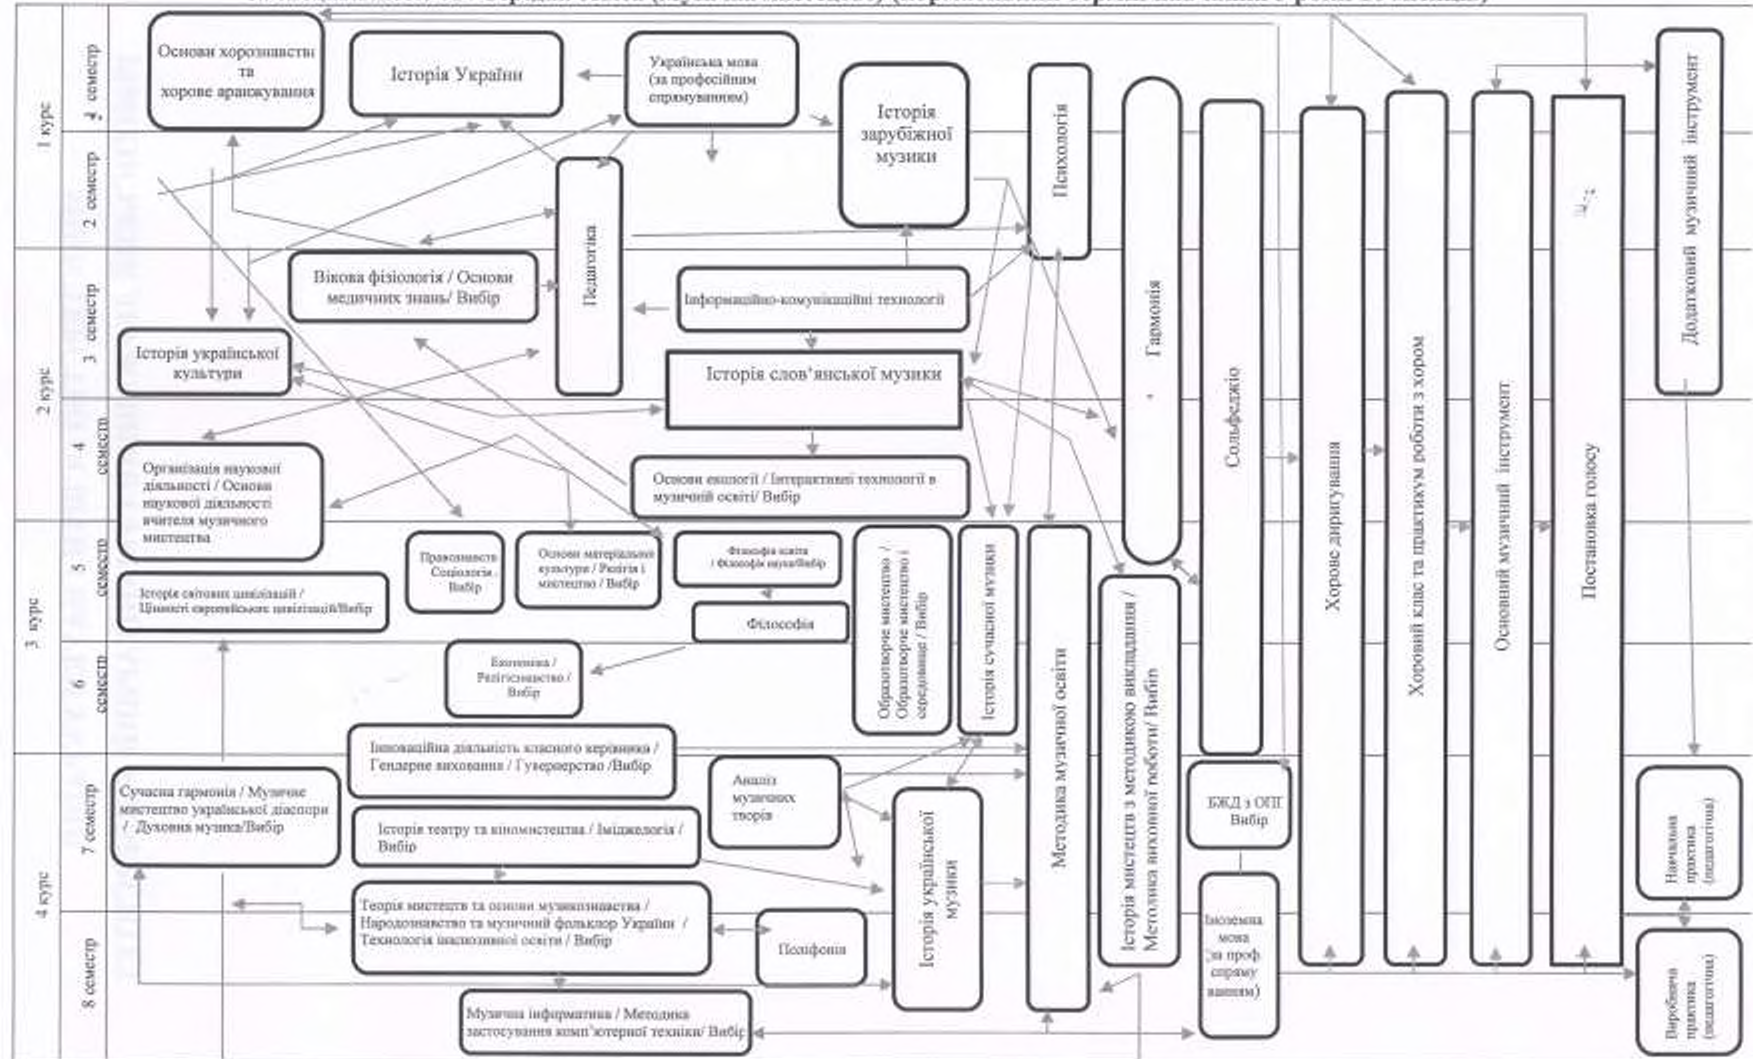 1 курс
семестр
2 семестр
2 курс
3 семестр
4
семестр
3 курс
5
семестр
6
семестр
4 курс
7 семестр
8 семестр
Основи хорознавства
та
хорове аранжування
Історія України
Українська мова
(за професійним
спрямуванням)
Історія
зарубіжної
музики
Психологія
Гармонія
Сольфеджіо
Хорове диригування
Хоровий клас та практикум роботи з хором
Основний музичний інструмент
Постановка голосу
Додатковий музичний інструмент
Педагогіка
Вікова фізіологія / Основи
медичних знань/ Вибір
Інформаційно-комунікаційні технології
Історія української
культури
Історія слов’янської музики
Організація наукової
діяльності / Основи
наукової діяльності
вчителя музичного
мистецтва
Основи екології / Інтерактивні технології в
музичній освіті/ Вибір
Історія світових цивілізацій /
Цінності європейських цивілізацій/Вибір
Правознавство
Соціологія
Вибір
Основи матеріальної
культури / Релігія і
мистецтво / Вибір
Філософія освіти
/ Філософія науки/Вибір
Філософія
Образотворче мистецтво /
Образотворче мистецтво і
середовище / Вибір
Історія сучасної музики
Методика музичної освіти
Історія мистецтв з методикою викладання /
Методика виховної роботи/ Вибір
Економіка /
Релігієзнавство /
Вибір
Інноваційна діяльність класного керівника /
Гендерне виховання / Гувернерство /Вибір
Сучасна гармонія / Музичне
мистецтво української діаспори
/ Духовна музика/Вибір
Історія театру та кіномистецтва / Іміджелогія /
Вибір
Аналіз
музичних
творів
Історія української
музики
БЖД з ОПГ
Вибір
Навчальна
практика
(педагогічна)
Теорія мистецтв та основи музикознавства /
Народознавство та музичний фольклор України /
Технологія інклюзивної освіти / Вибір
Поліфонія
Іноземна
мова
(за проф.
спряму
ванням)
Виробнича
практика
(педагогічна)
Музична інформатика / Методика
застосування комп’ютерної техніки/ Вибір